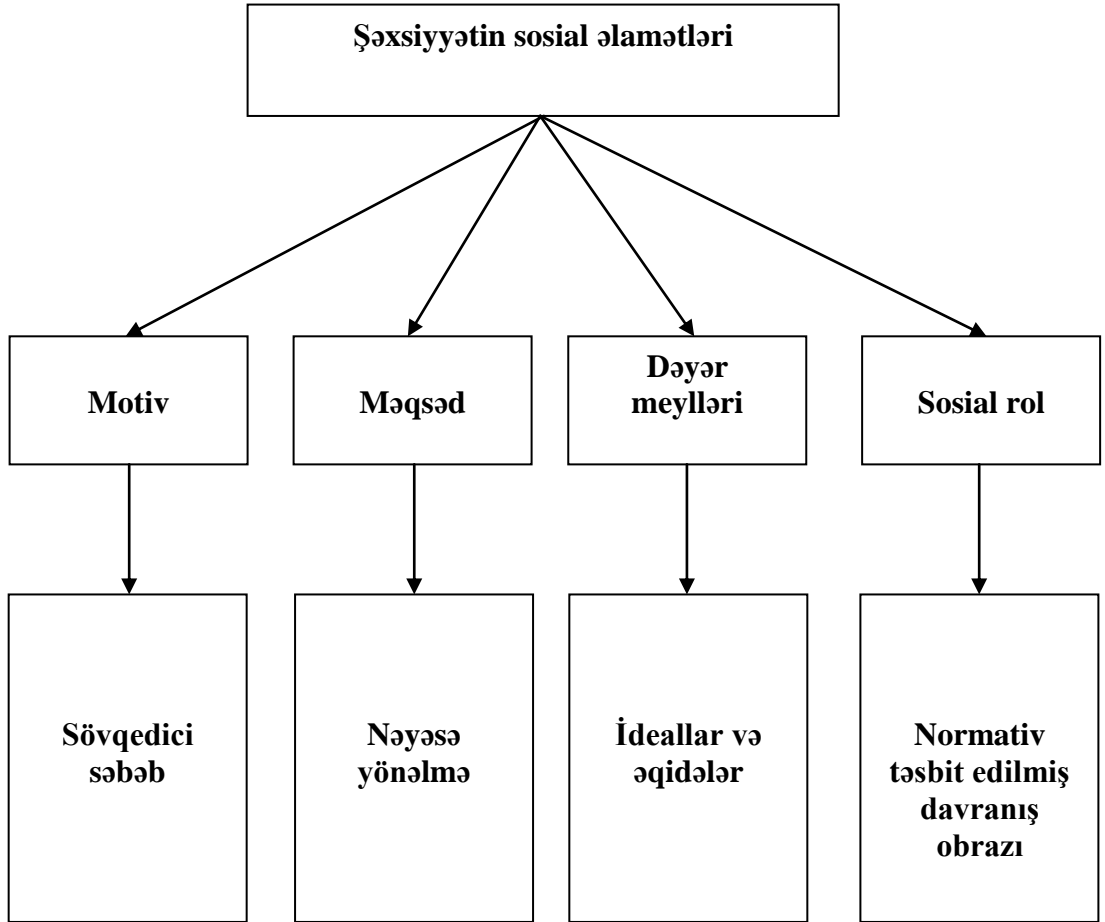 Şəxsiyyətin sosial əlamətləri
Motiv
Məqsəd
Dəyər
meylləri
Sosial rol
Sövqedici
səbəb
Nəyəsə
yönəlmə
İdeallar və
əqidələr
Normativ
təsbit edilmiş
davranış
obrazı